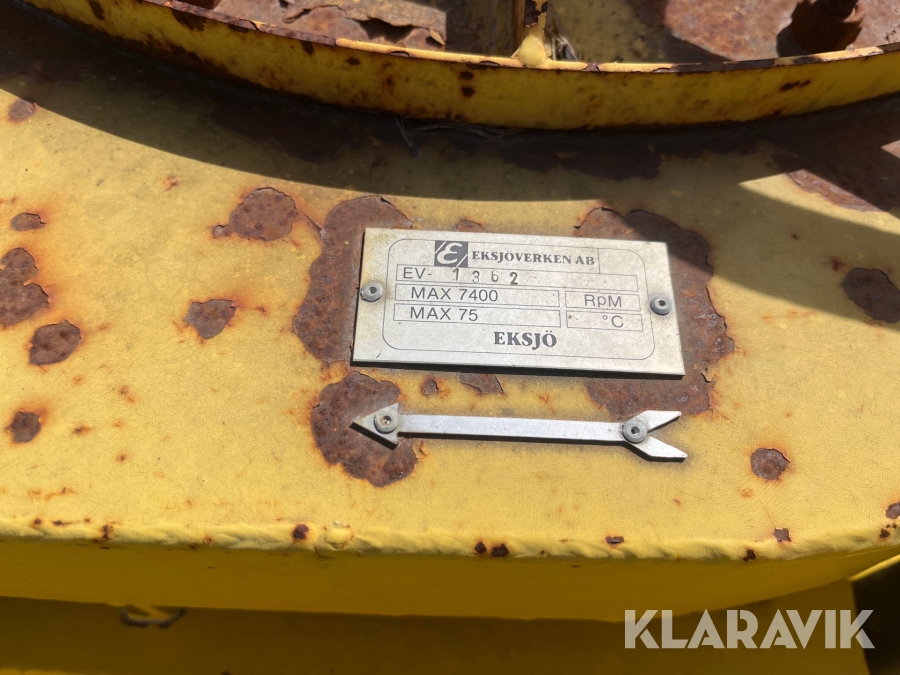 E EKSJÖVERKEN AB
EV- 1362
MAX 7400 RpM
MAX 75 °C
EKSJÖ
KLARAVIK